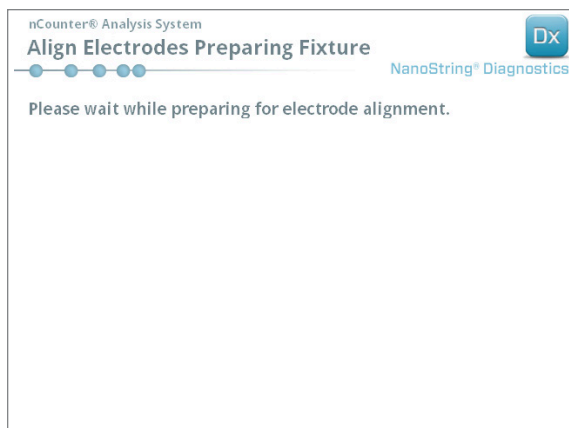 nCounter® Analysis System
Align Electrodes Preparing Fixture
Dx
NanoString® Diagnostics
Please wait while preparing for electrode alignment.